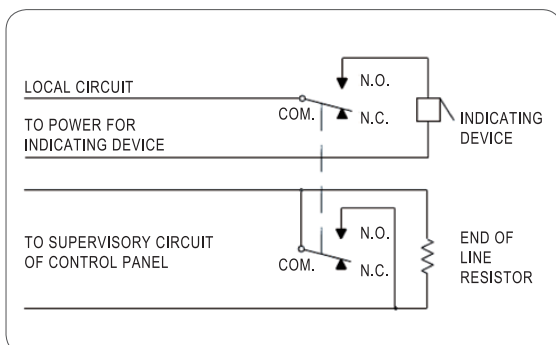 N.O.
LOCAL CIRCUIT
COM.
N.C.
INDICATING
DEVICE
TO POWER FOR
INDICATING DEVICE
N.O.
TO SUPERVISORY CIRCUIT
OF CONTROL PANEL
COM.
N.C.
END OF
LINE
RESISTOR